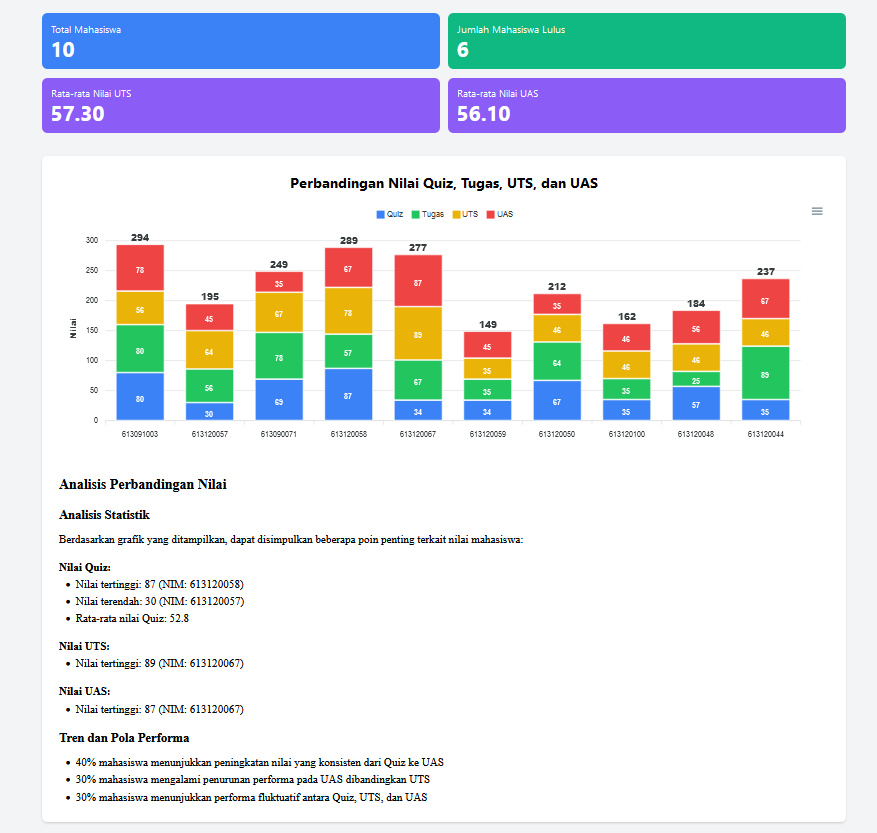 Total Mahasiswa
10
Jumlah Mahasiswa Lulus
6
Rata-rata Nilai UTS
57.30
Rata-rata Nilai UAS
56.10
Perbandingan Nilai Quiz, Tugas, UTS, dan UAS
Quiz Tugas UTS UAS
Nilai
300
250
200
150
100
50
0
294
78
56
80
80
195
45
64
56
30
249
35
67
78
69
289
67
78
57
87
277
87
89
67
34
149
45
35
35
34
212
35
46
64
67
162
46
46
35
35
184
56
46
25
57
237
67
46
89
35
613091003 613120057 613090071 613120058 613120067 613120059 613120050 613120100 613120048 613120044
Analisis Perbandingan Nilai
Analisis Statistik
Berdasarkan grafik yang ditampilkan, dapat disimpulkan beberapa poin penting terkait nilai mahasiswa:
Nilai Quiz:
• Nilai tertinggi: 87 (NIM: 613120058)
• Nilai terendah: 30 (NIM: 613120057)
• Rata-rata nilai Quiz: 52.8
Nilai UTS:
• Nilai tertinggi: 89 (NIM: 613120067)
Nilai UAS:
• Nilai tertinggi: 87 (NIM: 613120067)
Tren dan Pola Performa
• 40% mahasiswa menunjukkan peningkatan nilai yang konsisten dari Quiz ke UAS
• 30% mahasiswa mengalami penurunan performa pada UAS dibandingkan UTS
• 30% mahasiswa menunjukkan performa fluktuatif antara Quiz, UTS, dan UAS